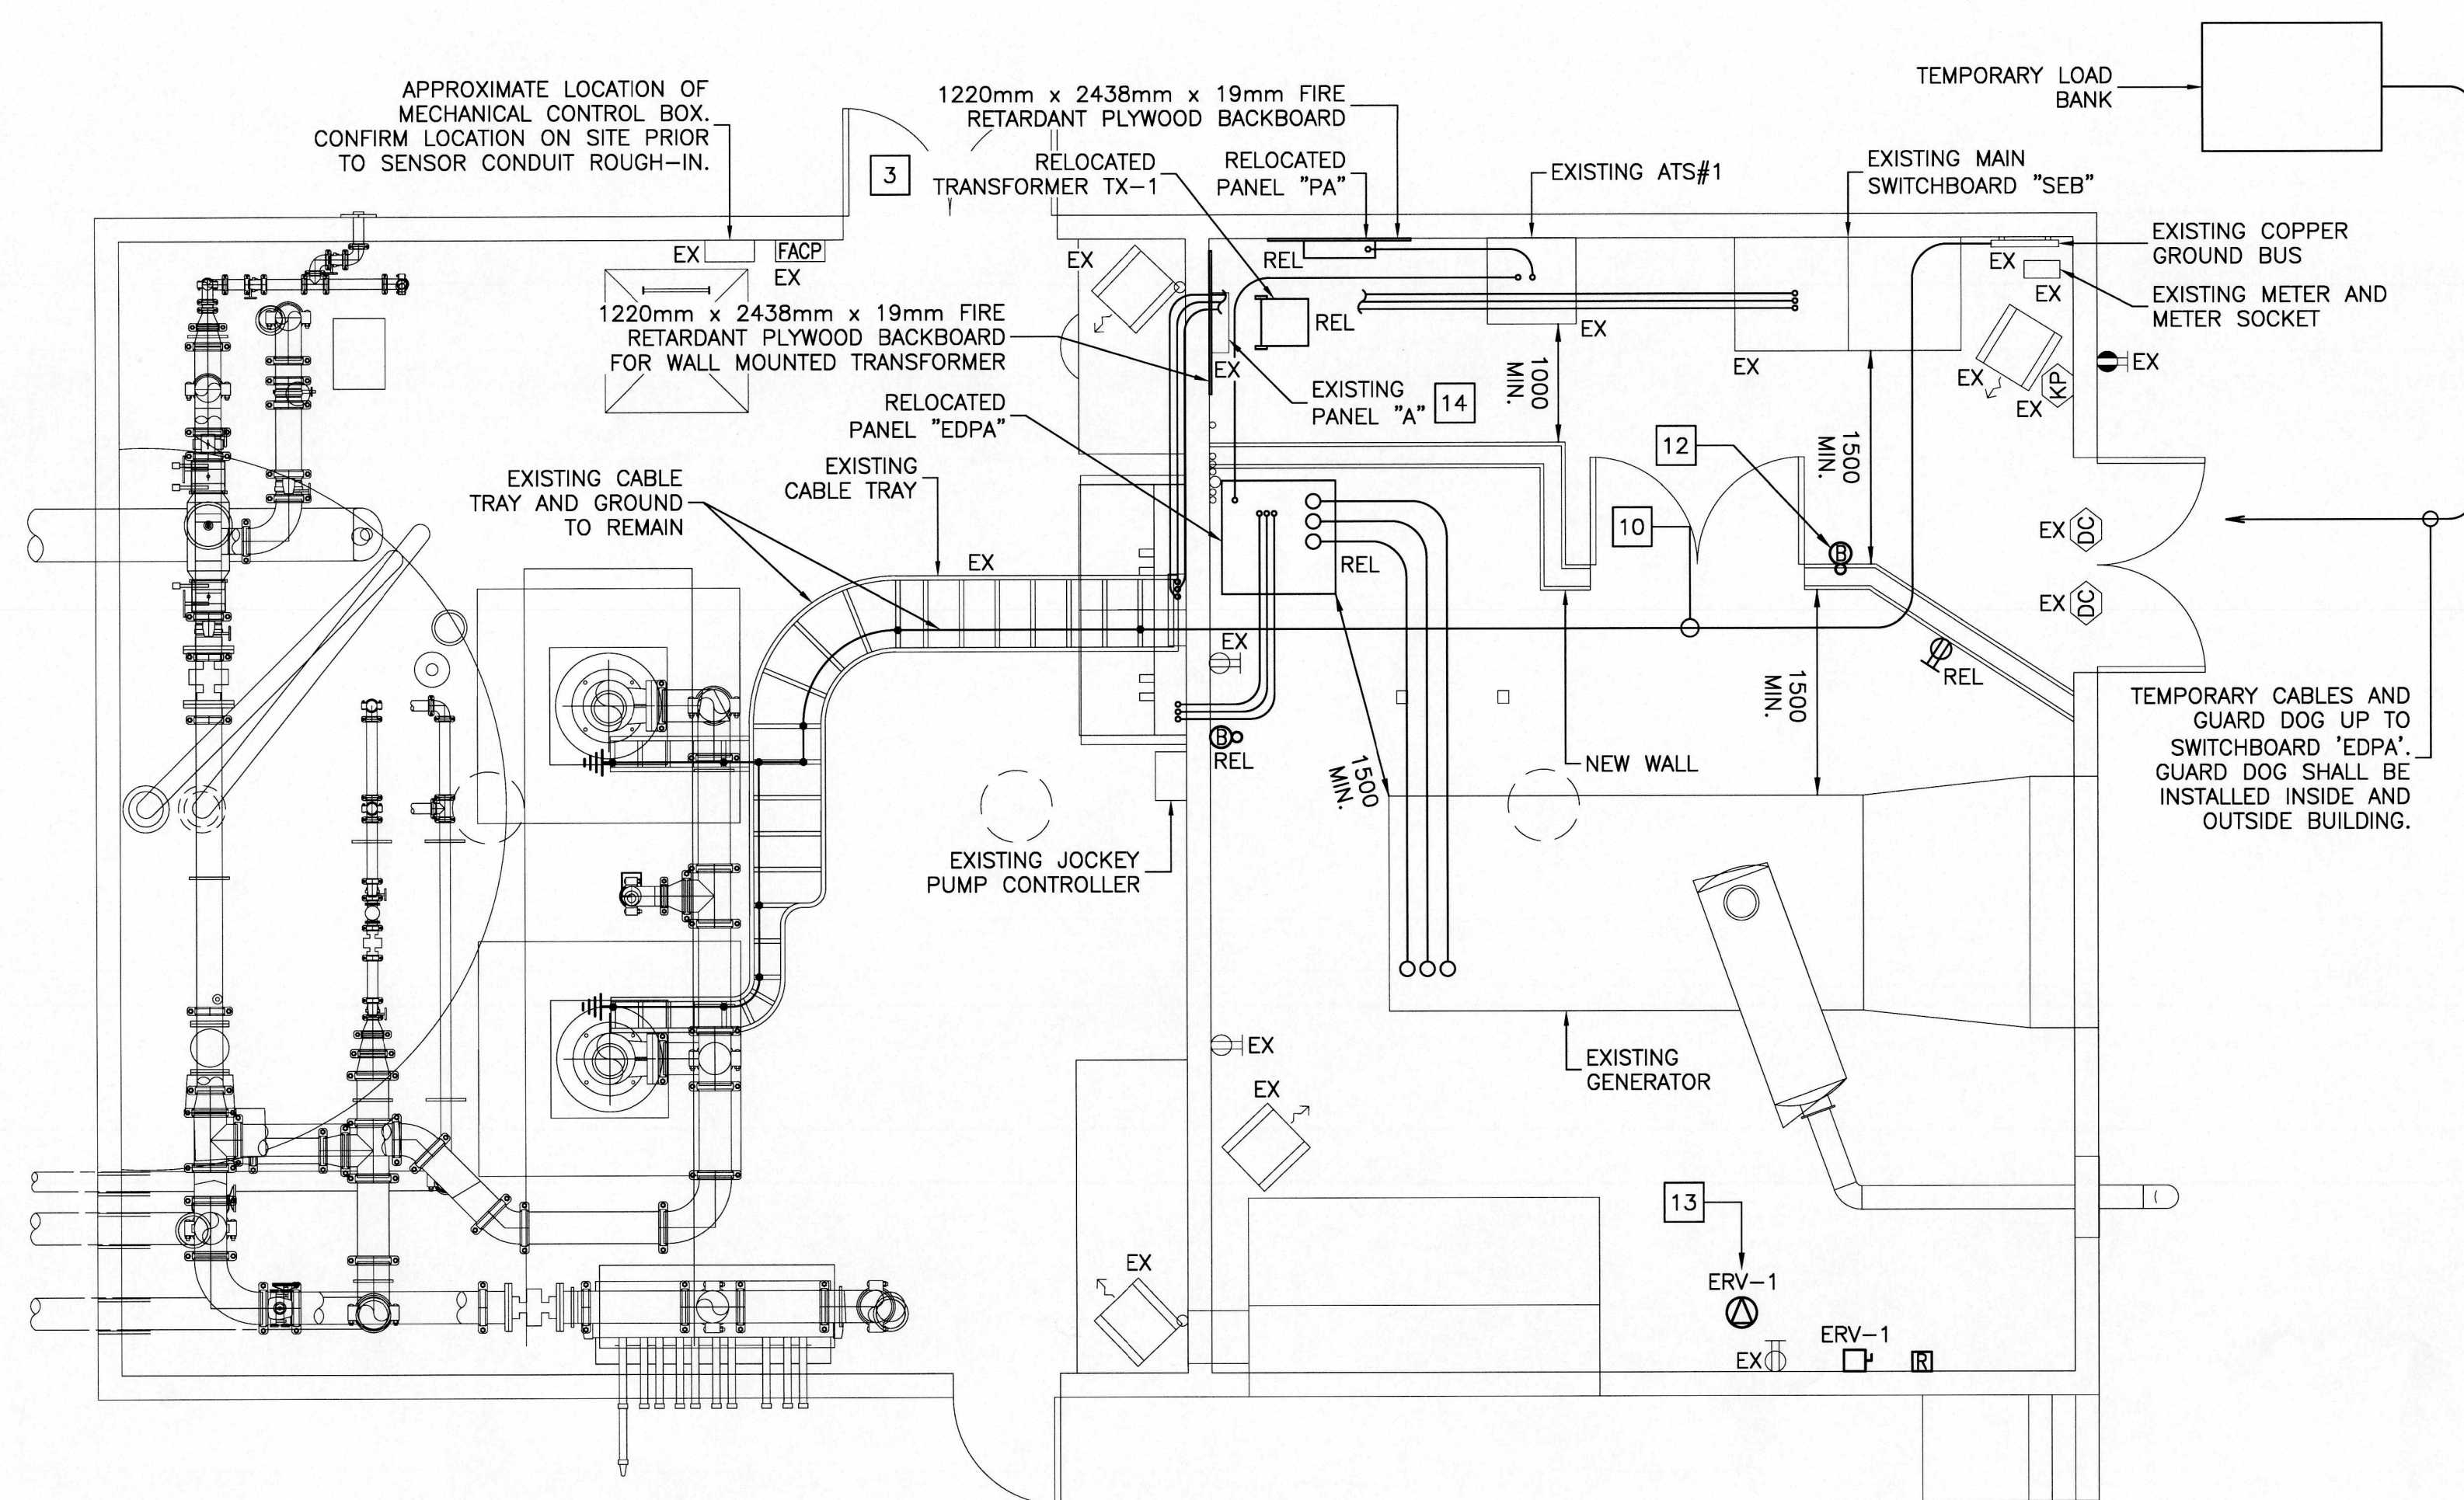 APPROXIMATE LOCATION OF
MECHANICAL CONTROL BOX.
CONFIRM LOCATION ON SITE PRIOR
TO SENSOR CONDUIT ROUGH-IN.
3
1220mm x 2438mm x 19mm FIRE
RETARDANT PLYWOOD BACKBOARD
RELOCATED
TRANSFORMER TX-1
RELOCATED
PANEL "PA"
EXISTING ATS#1
EXISTING MAIN
SWITCHBOARD "SEB"
TEMPORARY LOAD
BANK
EXISTING COPPER
GROUND BUS
EXISTING METER AND
METER SOCKET
EX
FACP
EX
EX
REL
REL
EX
EX
EX
EX
EX
EX
KP
EX
EX
1220mm x 2438mm x 19mm FIRE
RETARDANT PLYWOOD BACKBOARD
FOR WALL MOUNTED TRANSFORMER
EXISTING
PANEL "A"
14
1000
MIN.
1500
MIN.
12
B
10
RELOCATED
PANEL "EDPA"
EXISTING
CABLE TRAY
EXISTING CABLE
TRAY AND GROUND
TO REMAIN
EX
REL
EX
EX
DC
EX
DC
REL
1500
MIN.
B
REL
1500
MIN.
NEW WALL
TEMPORARY CABLES AND
GUARD DOG UP TO
SWITCHBOARD 'EDPA'.
GUARD DOG SHALL BE
INSTALLED INSIDE AND
OUTSIDE BUILDING.
EXISTING JOCKEY
PUMP CONTROLLER
EX
EX
EXISTING
GENERATOR
EX
13
ERV-1
ERV-1
EX
R